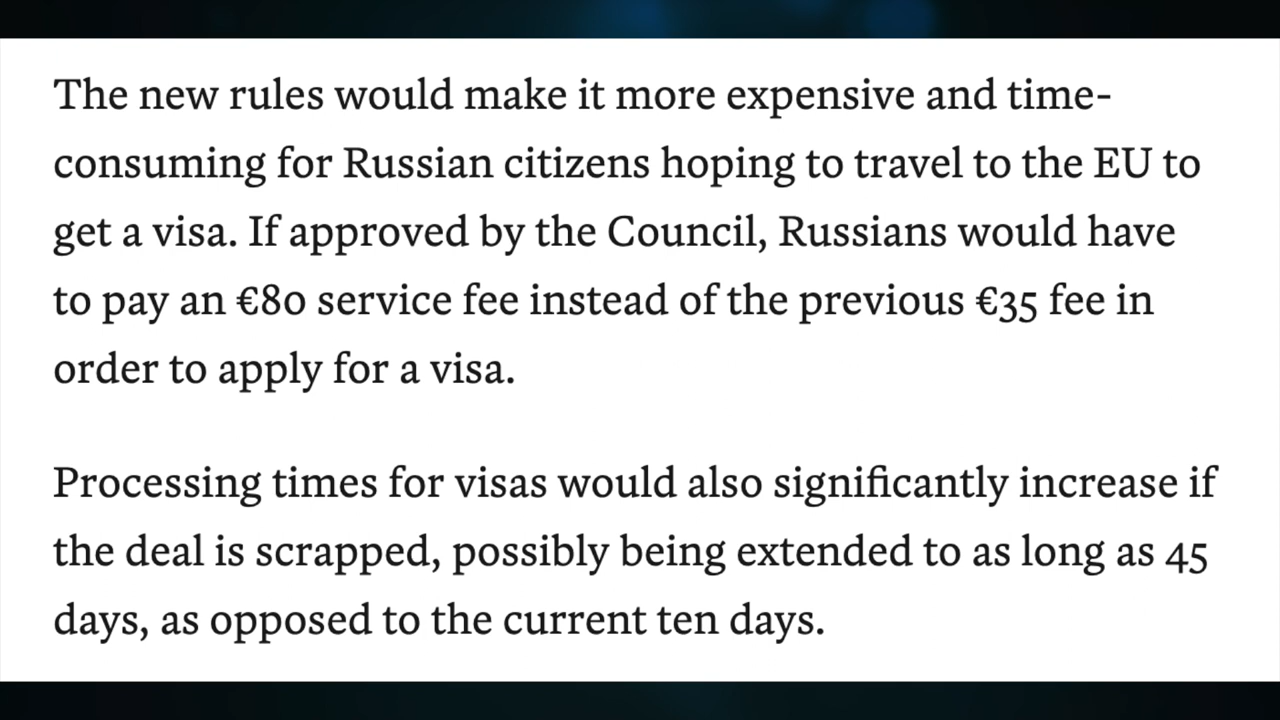 The new rules would make it more expensive and time-
consuming for Russian citizens hoping to travel to the EU to
get a visa. If approved by the Council, Russians would have
to pay an €80 service fee instead of the previous €35 fee in
order to apply for a visa.
Processing times for visas would also significantly increase if
the deal is scrapped, possibly being extended to as long as 45
days, as opposed to the current ten days.